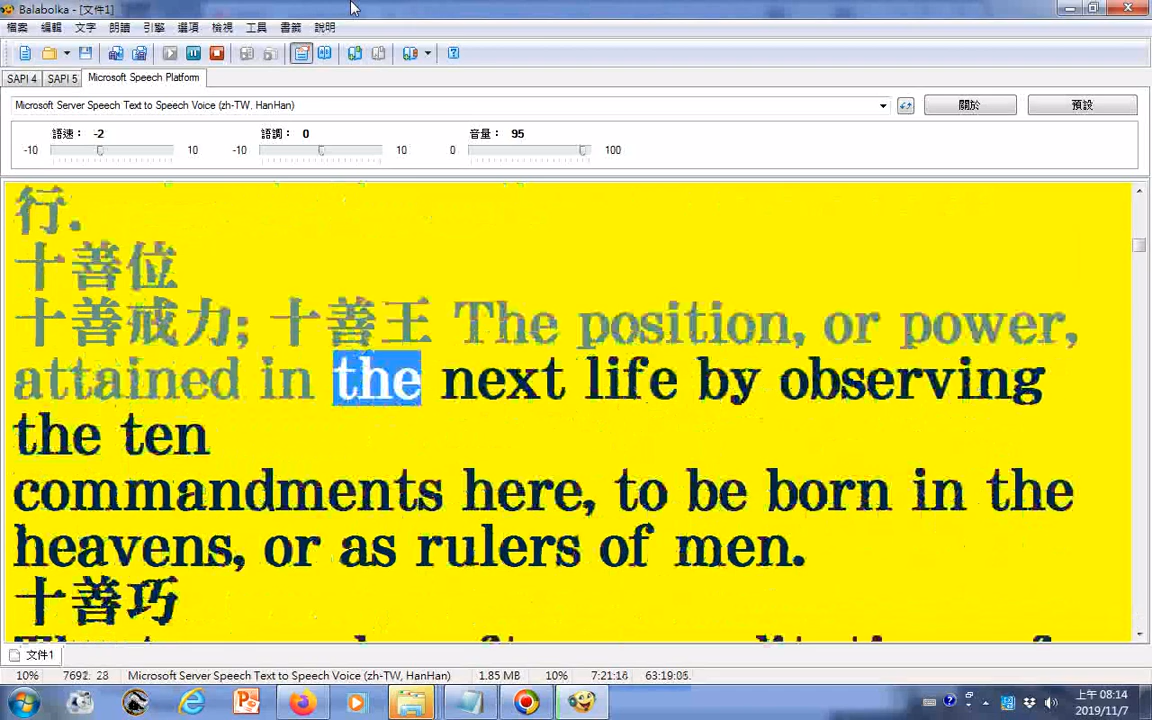 Balabolka - [文件1]
檔案 編輯 文字 朗讀 引擎 選項 檢視 工具 書籤 說明
SAPI 4 SAPI 5 Microsoft Speech Platform
Microsoft Server Speech Text to Speech Voice (zh-TW, HanHan) 關於 預設
語速: -2 語調: 0 音量: 95
-10 10 -10 10 0 100
行.
十善位
十善戒力; 十善王 The position, or power,
attained in the next life by observing
the ten
commandments here, to be born in the
heavens, or as rulers of men.
十善巧
文件1
10% 7692: 28 Microsoft Server Speech Text to Speech Voice (zh-TW, HanHan) 1.85 MB 10% 7:21:16 63:19:05.
上午 08:14
2019/11/7